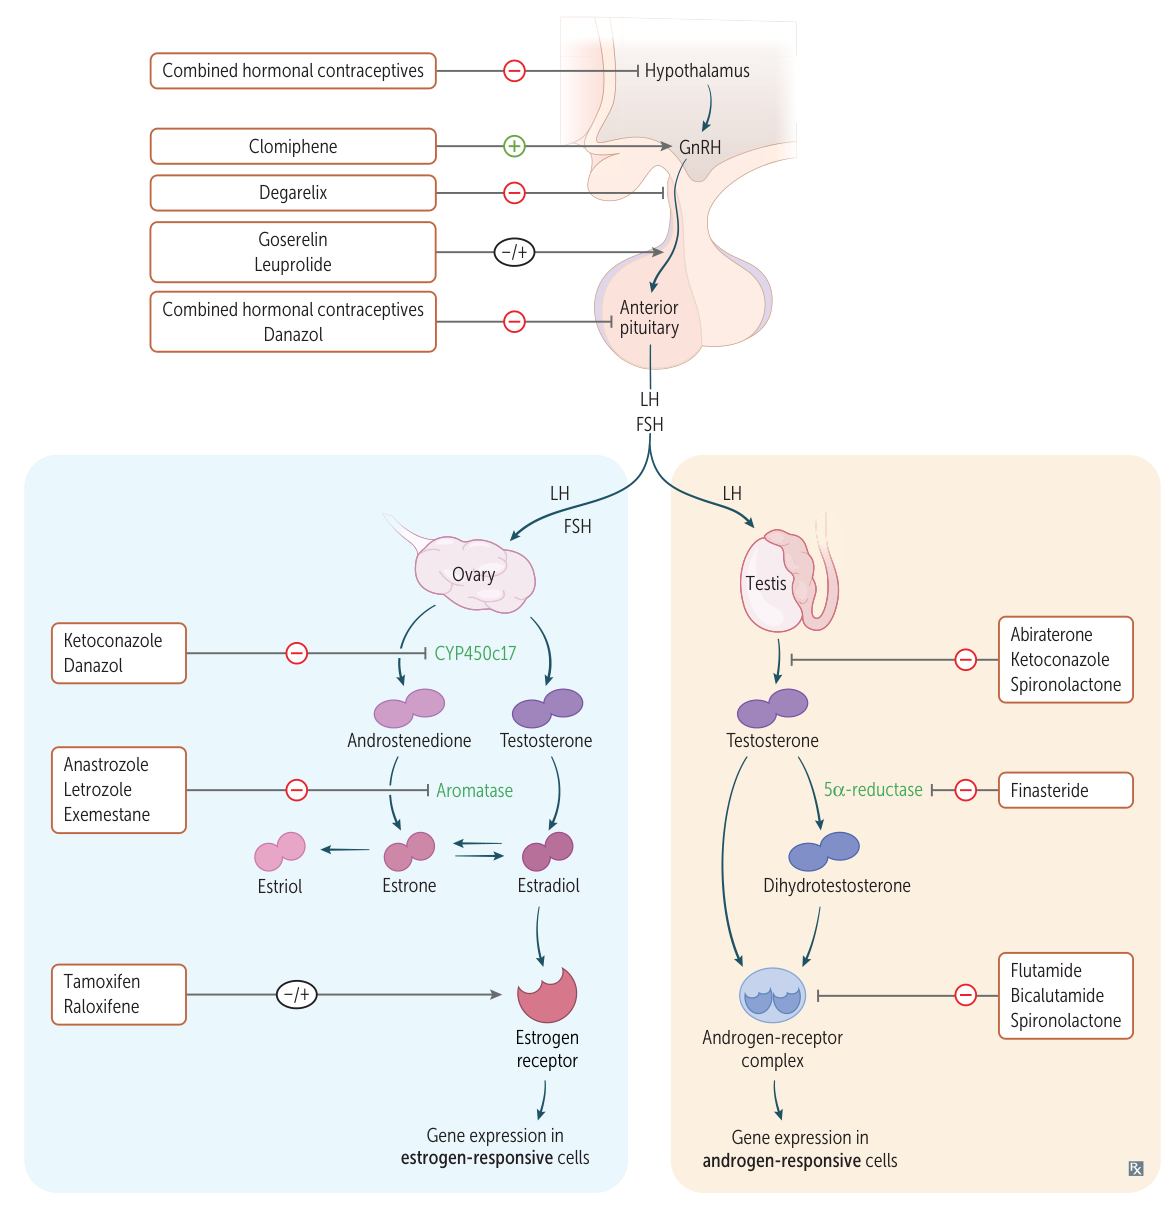 Combined hormonal contraceptives
−
Hypothalamus
Clomiphene
+
GnRH
Degarelix
−
Goserelin
Leuprolide
−/+
Combined hormonal contraceptives
Danazol
−
Anterior
pituitary
LH
FSH
LH
FSH
Ovary
Ketoconazole
Danazol
−
CYP450c17
Androstenedione
Testosterone
Anastrozole
Letrozole
Exemestane
−
Aromatase
Estriol
Estrone
Estradiol
Tamoxifen
Raloxifene
−/+
Estrogen
receptor
Gene expression in
estrogen-responsive cells
LH
Testis
Abiraterone
Ketoconazole
Spironolactone
−
Testosterone
5α-reductase
−
Finasteride
Dihydrotestosterone
Flutamide
Bicalutamide
Spironolactone
−
Androgen-receptor
complex
Gene expression in
androgen-responsive cells
Rx